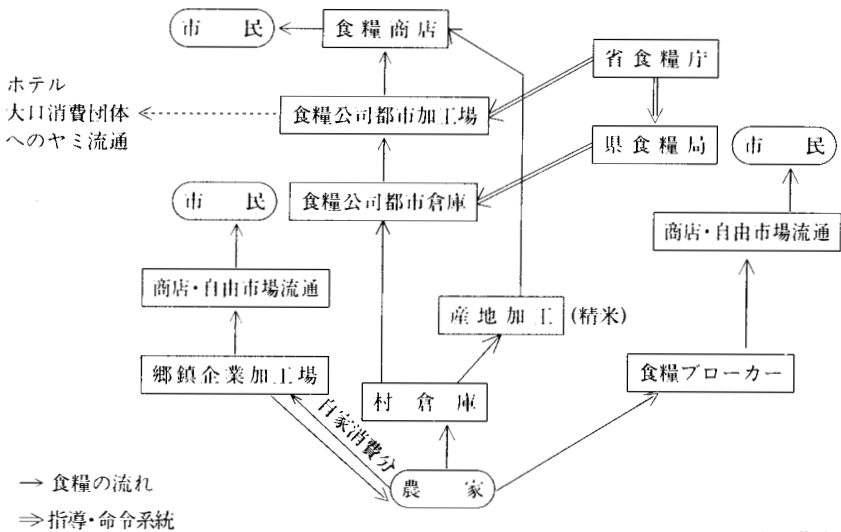 市民
食糧商店
省食糧庁
ホテル
大口消費団体
へのヤミ流通
食糧公司都市加工場
県食糧局
市民
市民
食糧公司都市倉庫
商店・自由市場流通
商店・自由市場流通
産地加工(精米)
郷鎮企業加工場
食糧ブローカー
村倉庫
自家消費分
農家
→ 食糧の流れ
⇒指導・命令系統